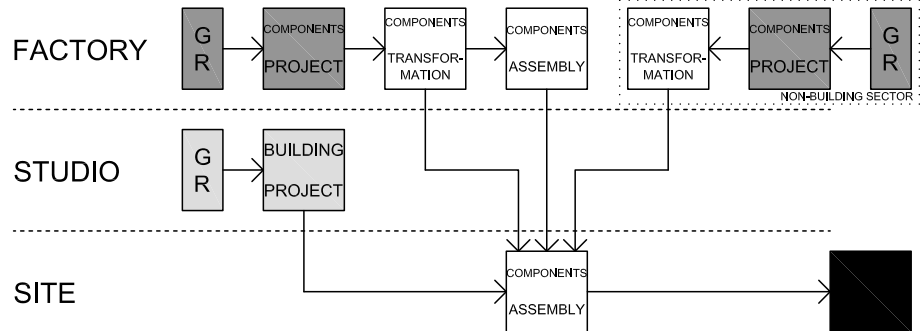 FACTORY
G
R
COMPONENTS
PROJECT
COMPONENTS
TRANSFOR-
MATION
COMPONENTS
ASSEMBLY
COMPONENTS
TRANSFOR-
MATION
COMPONENTS
PROJECT
G
R
NON-BUILDING SECTOR
STUDIO
G
R
BUILDING
PROJECT
SITE
COMPONENTS
ASSEMBLY